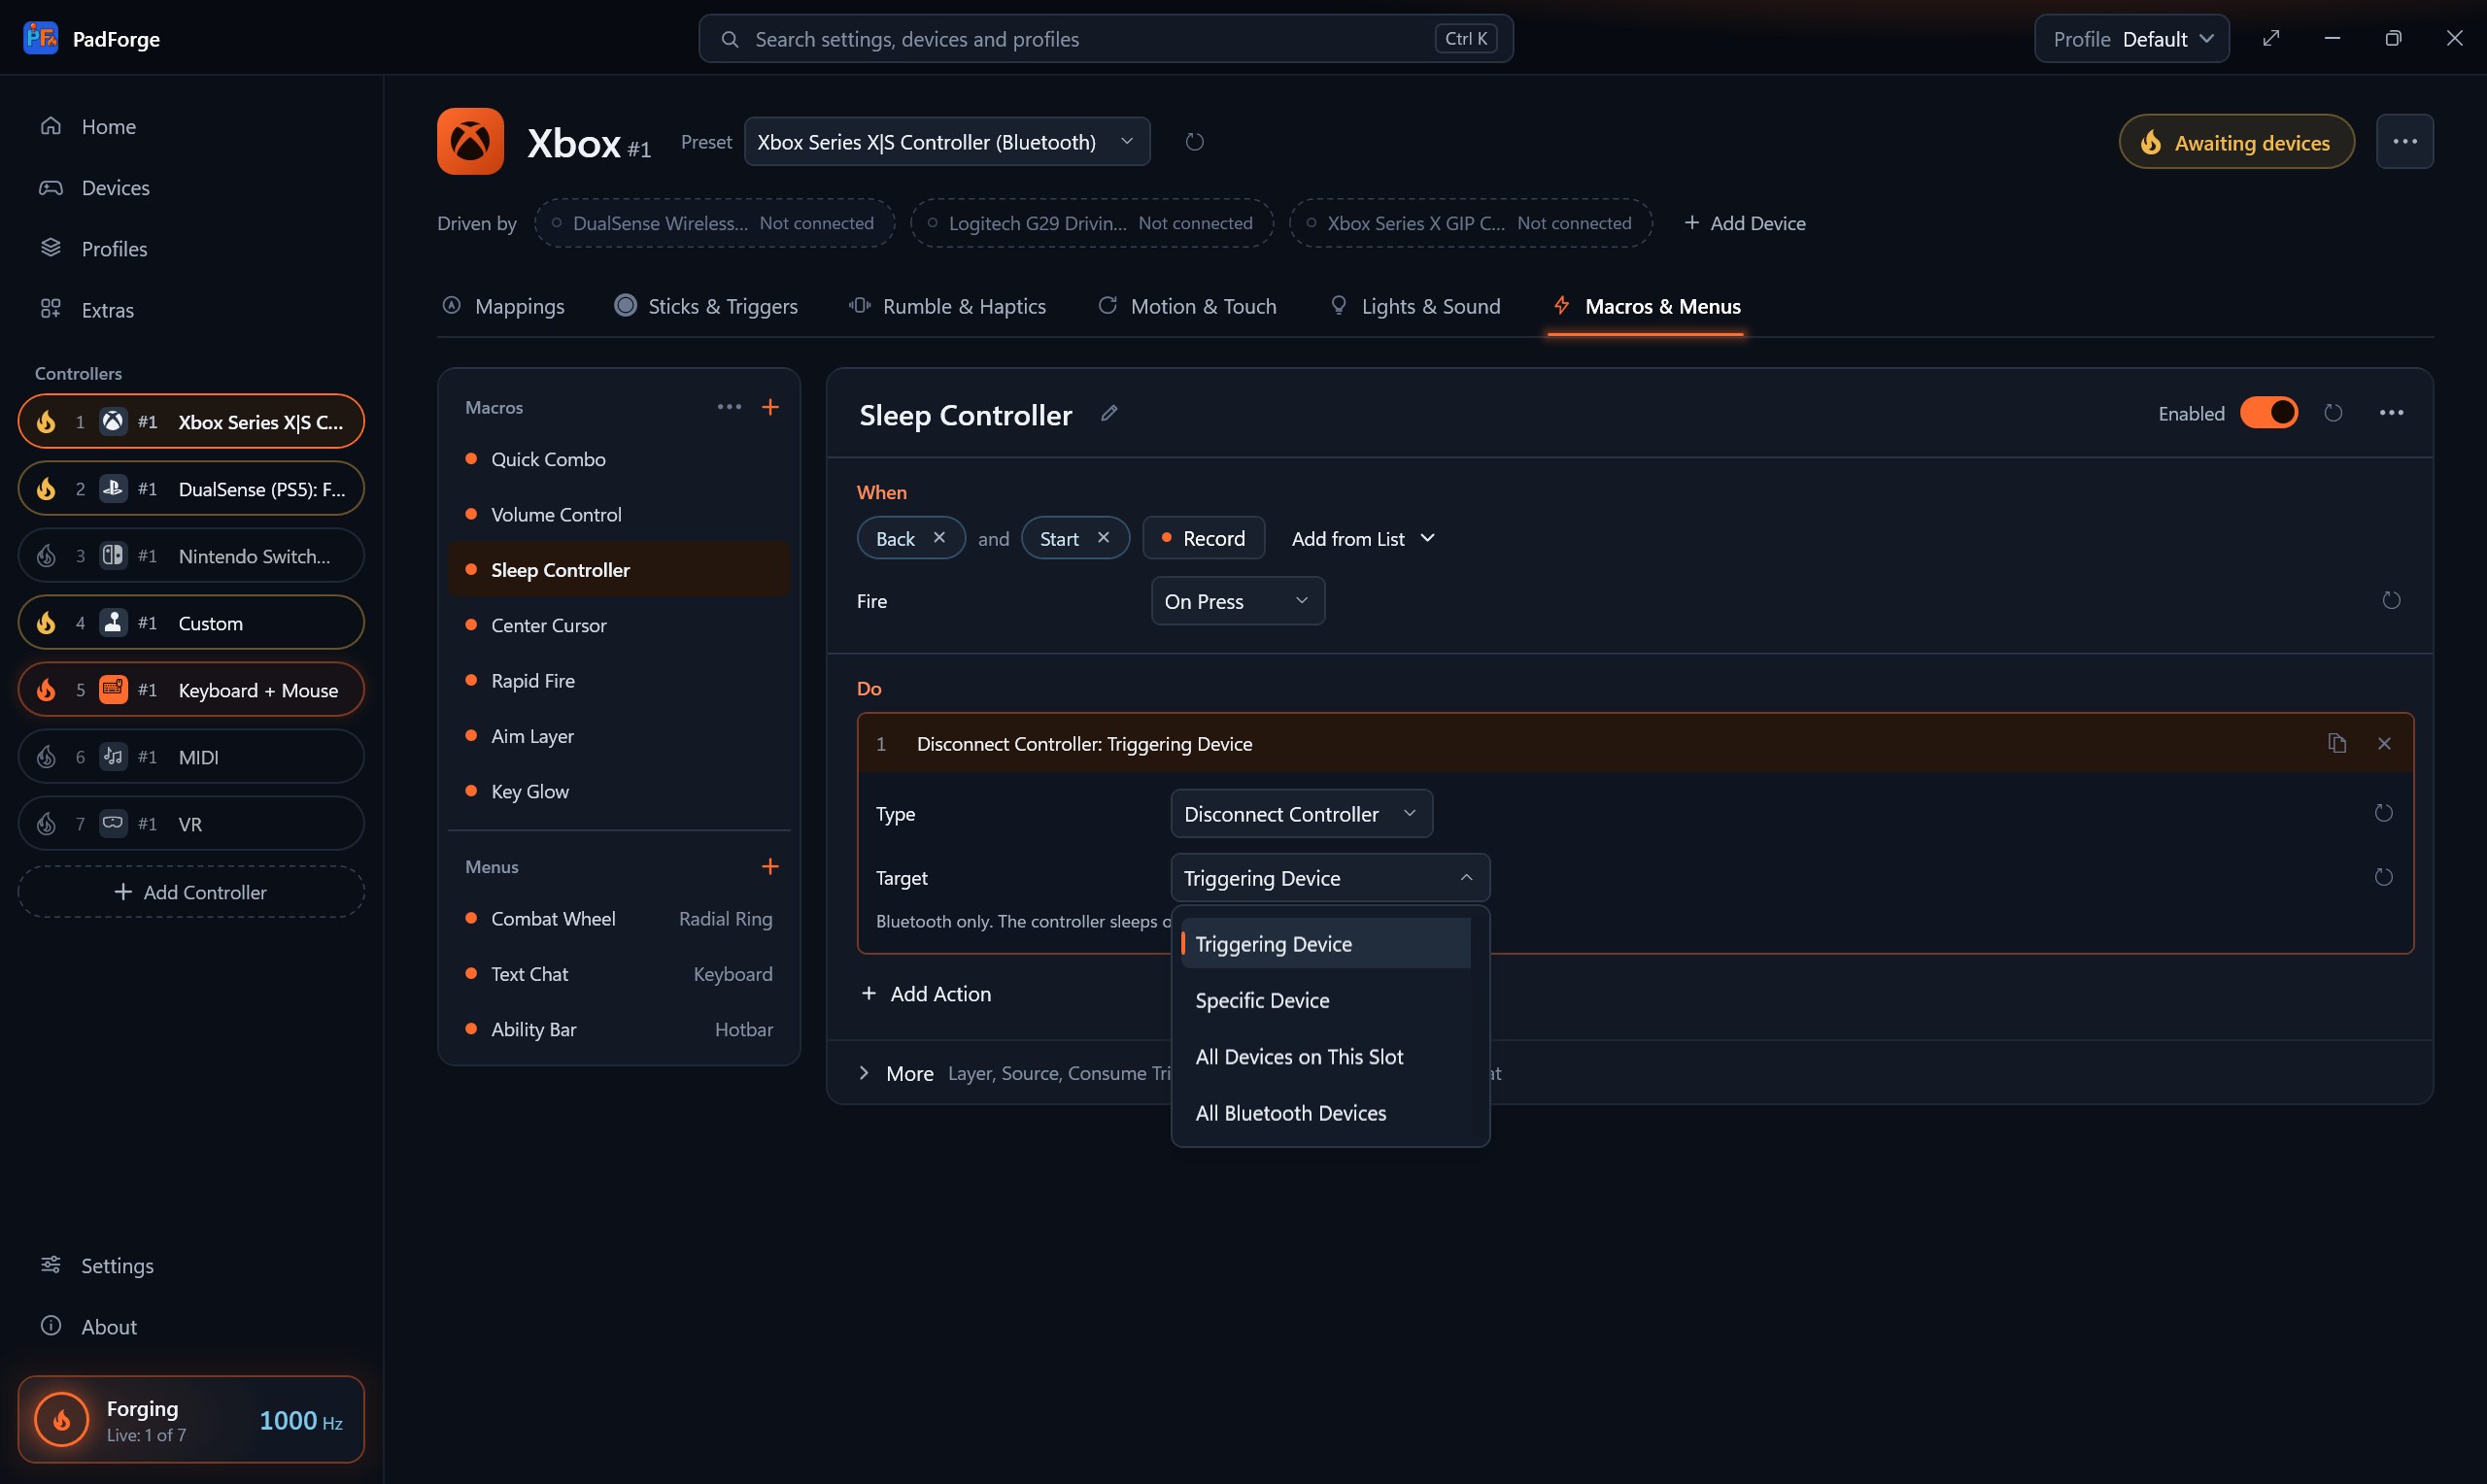 PadForge
Search settings, devices and profiles
Ctrl K
Profile Default
Home
Devices
Profiles
Extras
Controllers
1 #1 Xbox Series X|S C...
2 #1 DualSense (PS5): F...
3 #1 Nintendo Switch...
4 #1 Custom
5 #1 Keyboard + Mouse
6 #1 MIDI
7 #1 VR
+ Add Controller
Settings
About
Forging
Live: 1 of 7
1000 Hz
Xbox #1
Preset
Xbox Series X|S Controller (Bluetooth)
Awaiting devices
Driven by
DualSense Wireless... Not connected
Logitech G29 Drivin... Not connected
Xbox Series X GIP C... Not connected
+ Add Device
Mappings
Sticks & Triggers
Rumble & Haptics
Motion & Touch
Lights & Sound
Macros & Menus
Macros
Quick Combo
Volume Control
Sleep Controller
Center Cursor
Rapid Fire
Aim Layer
Key Glow
Menus
Combat Wheel Radial Ring
Text Chat Keyboard
Ability Bar Hotbar
Sleep Controller
Enabled
When
Back and Start Record Add from List
Fire On Press
Do
1 Disconnect Controller: Triggering Device
Type Disconnect Controller
Target Triggering Device
Bluetooth only. The controller sleeps
Triggering Device
Specific Device
All Devices on This Slot
All Bluetooth Devices
+ Add Action
More Layer, Source, Consume